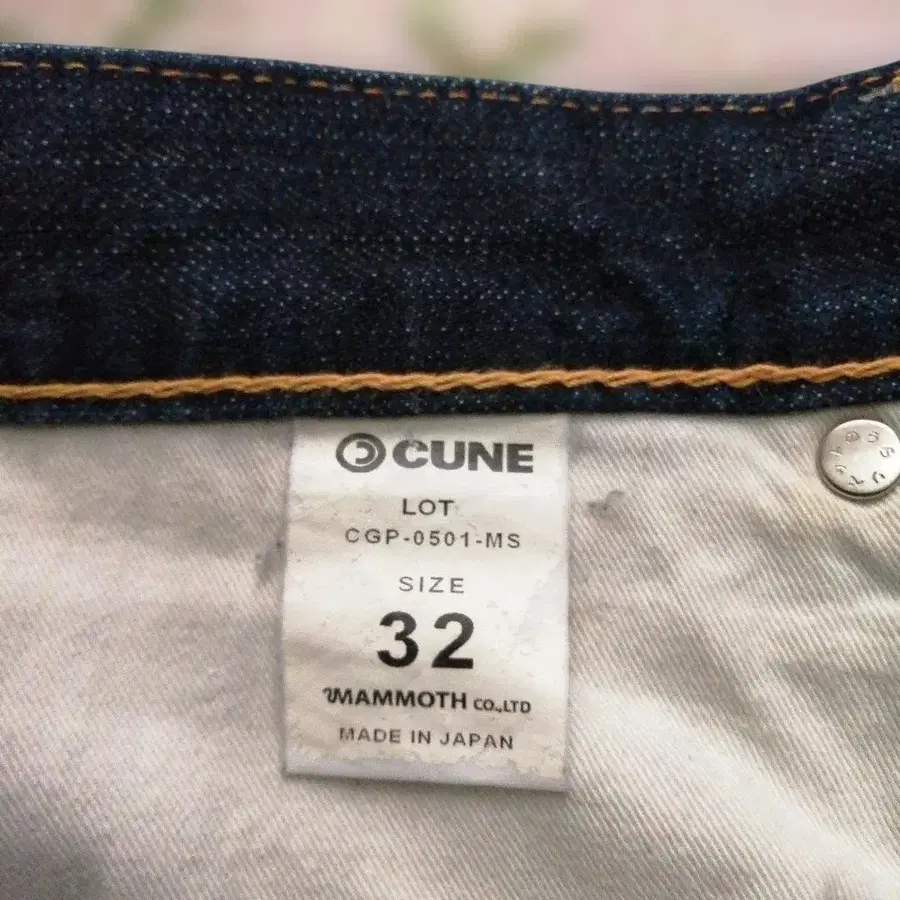 CUNE
LOT
CGP-0501-MS
SIZE
32
MAMMOTH CO.,LTD
MADE IN JAPAN